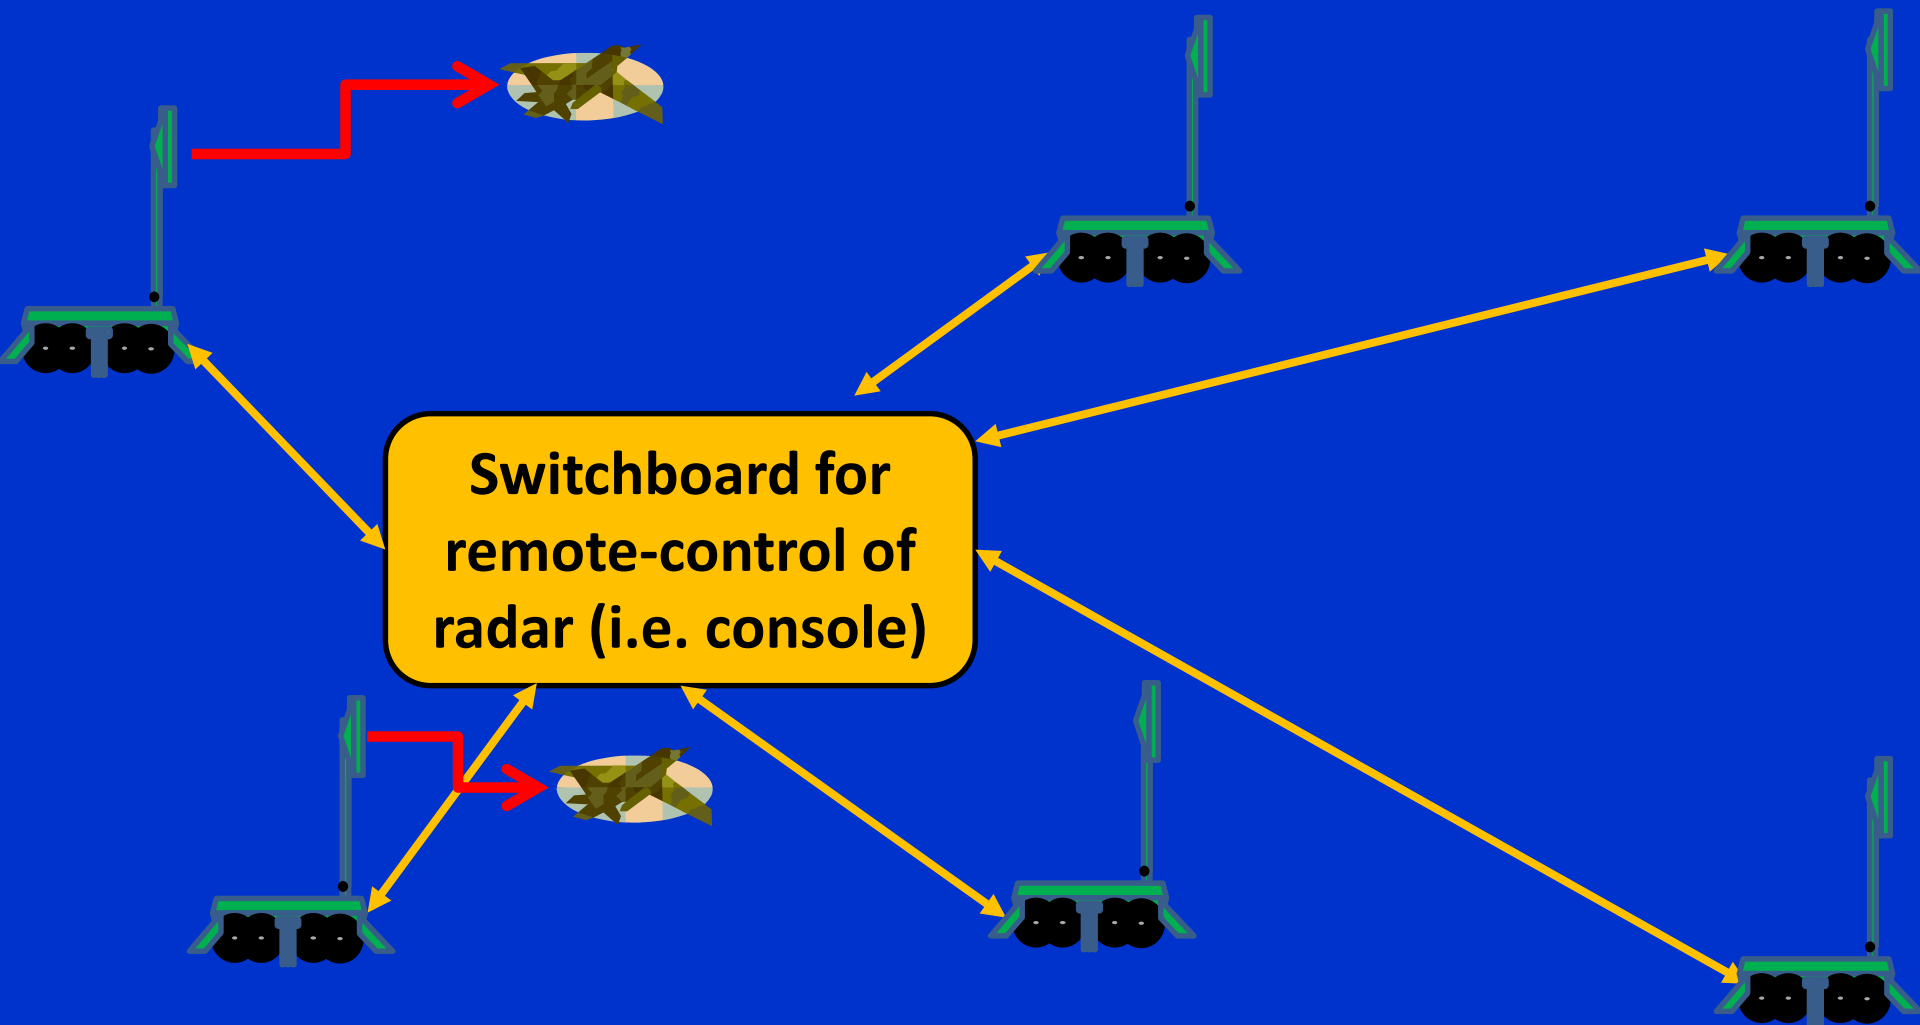 Switchboard for
remote-control of
radar (i.e. console)